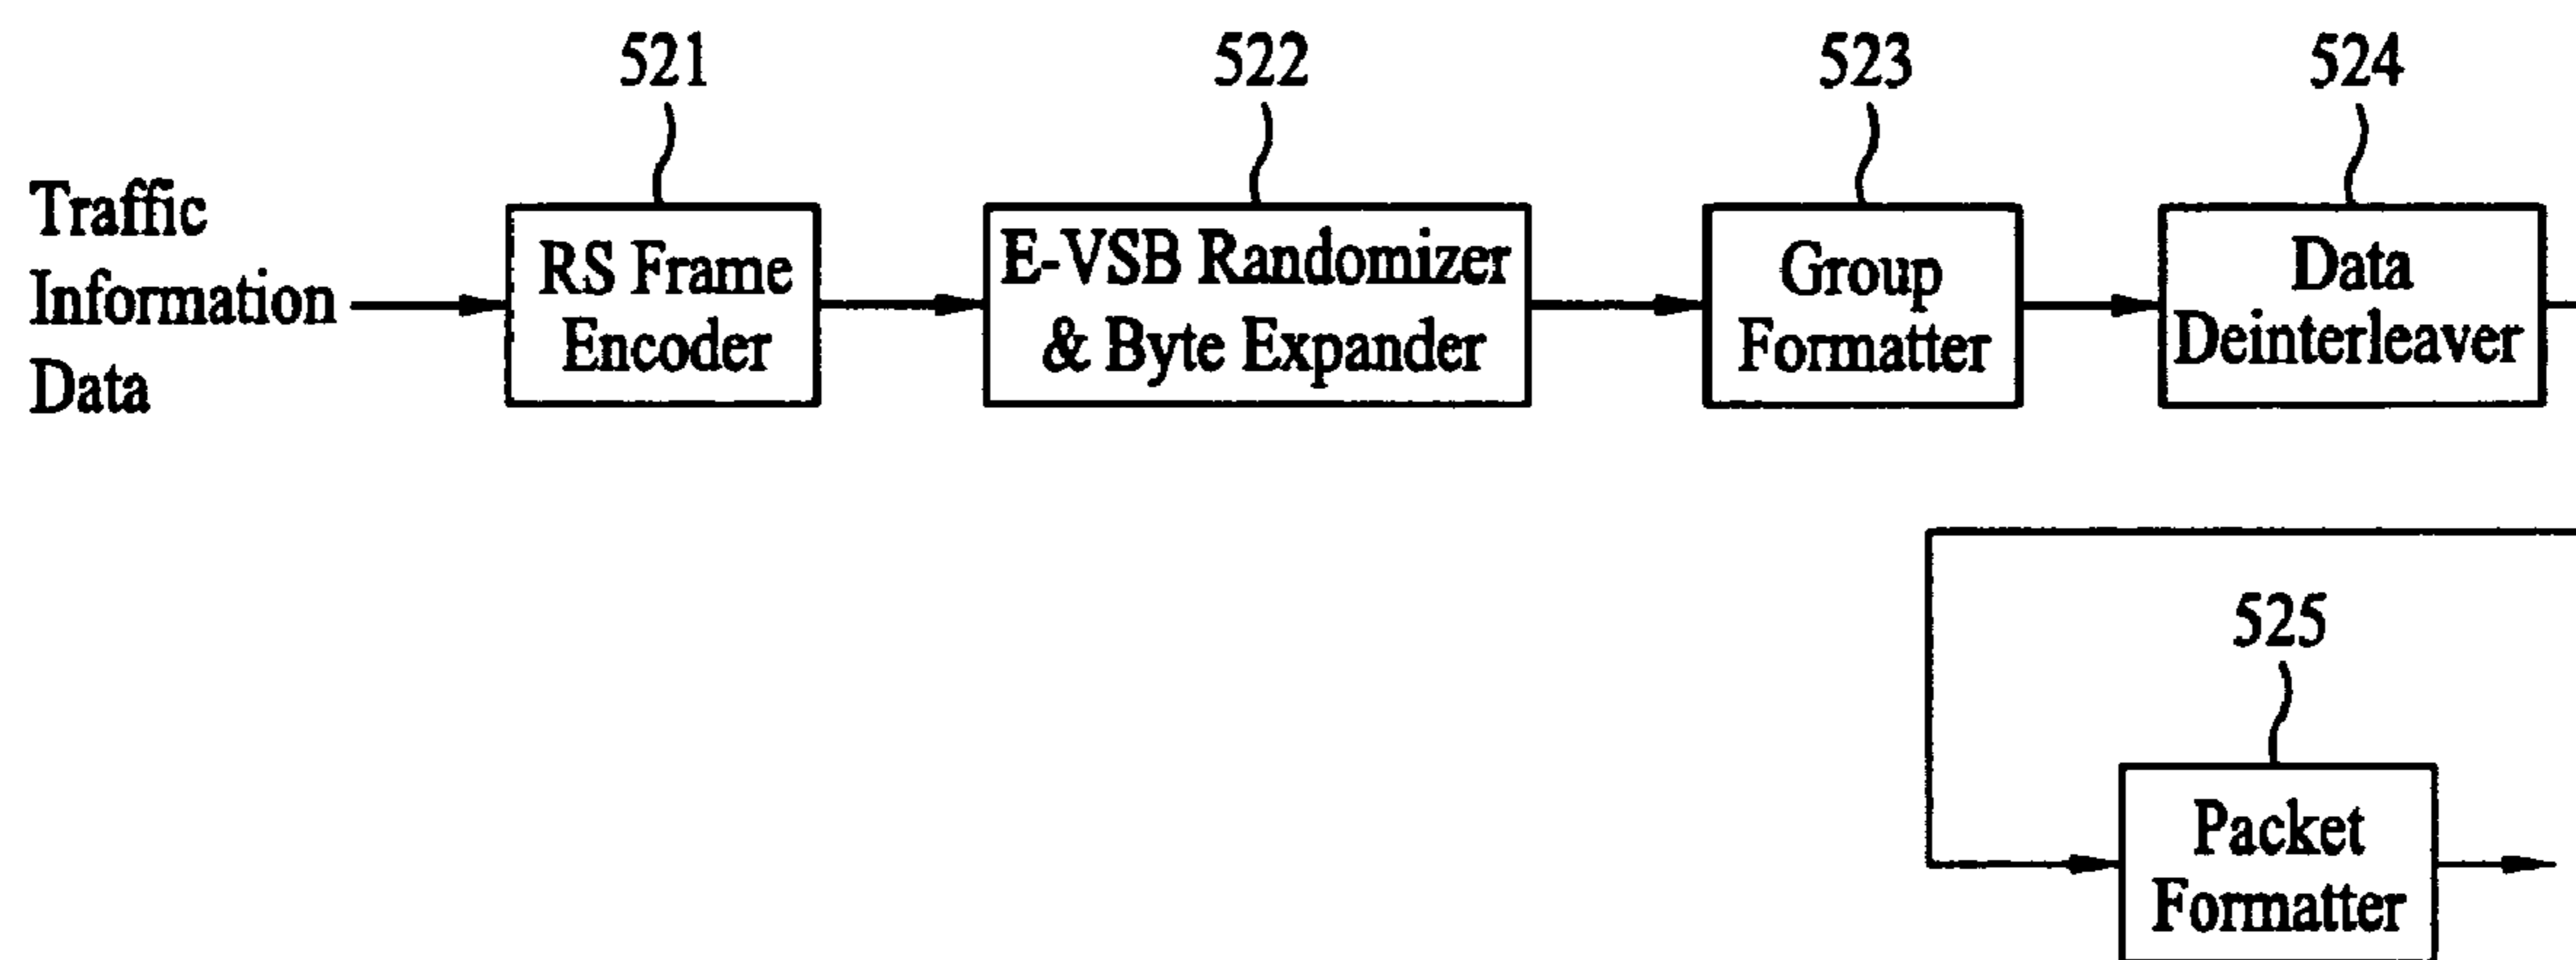 521
522
523
524
Traffic
Information
Data
RS Frame
Encoder
E-VSB Randomizer
& Byte Expander
Group
Formatter
Data
Deinterleaver
525
Packet
Formatter